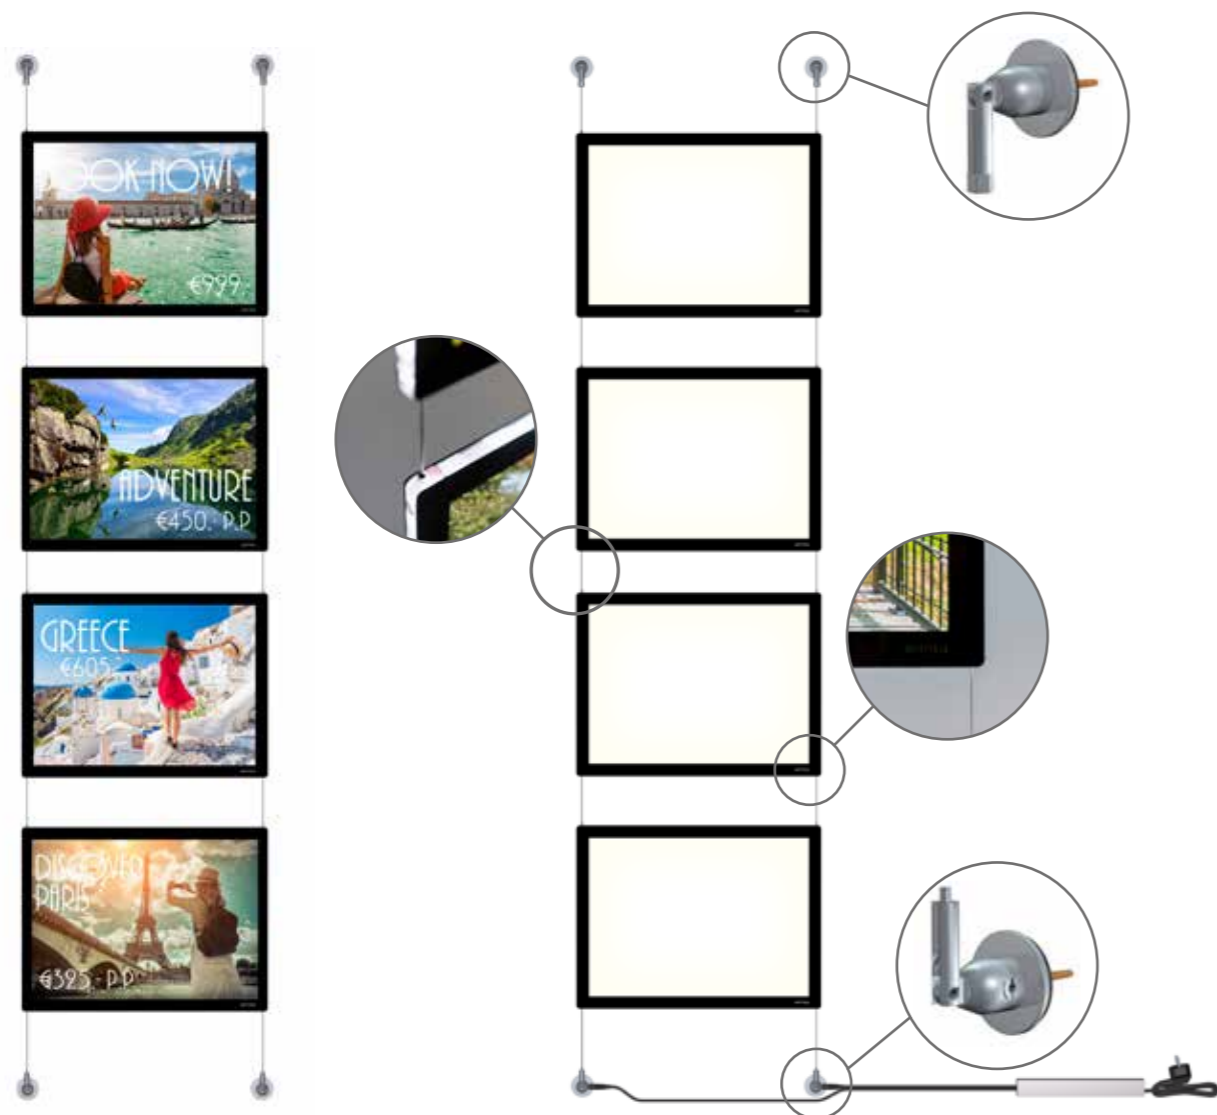 BOOK NOW!
€999.-
ADVENTURE
€450.- P.P
GREECE
€605.-
DISCOVER
PARIS
€325.- P.P.